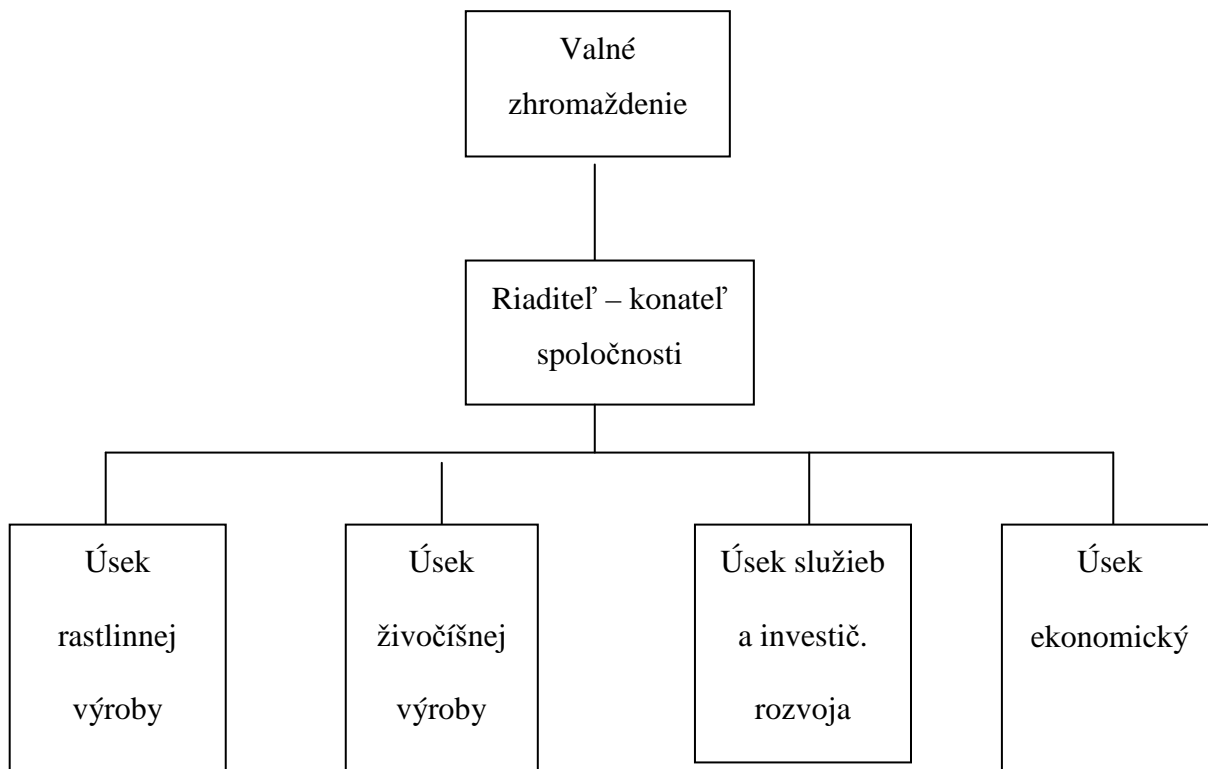 Valné
zhromaždenie
Riaditeľ – konateľ
spoločnosti
Úsek
rastlinnej
výroby
Úsek
živočíšnej
výroby
Úsek služieb
a investič.
rozvoja
Úsek
ekonomický